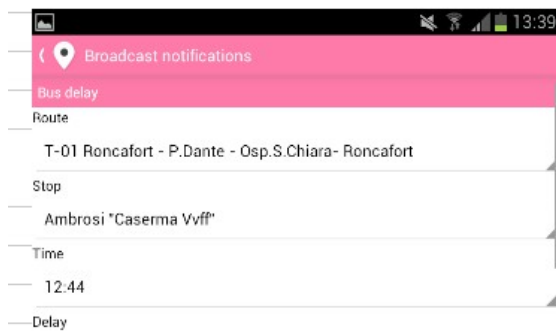 13:39
Broadcast notifications
Bus delay
Route
T-01 Roncafort - P.Dante - Osp.S.Chiara- Roncafort
Stop
Ambrosi "Caserma Vvff"
Time
12:44
Delay